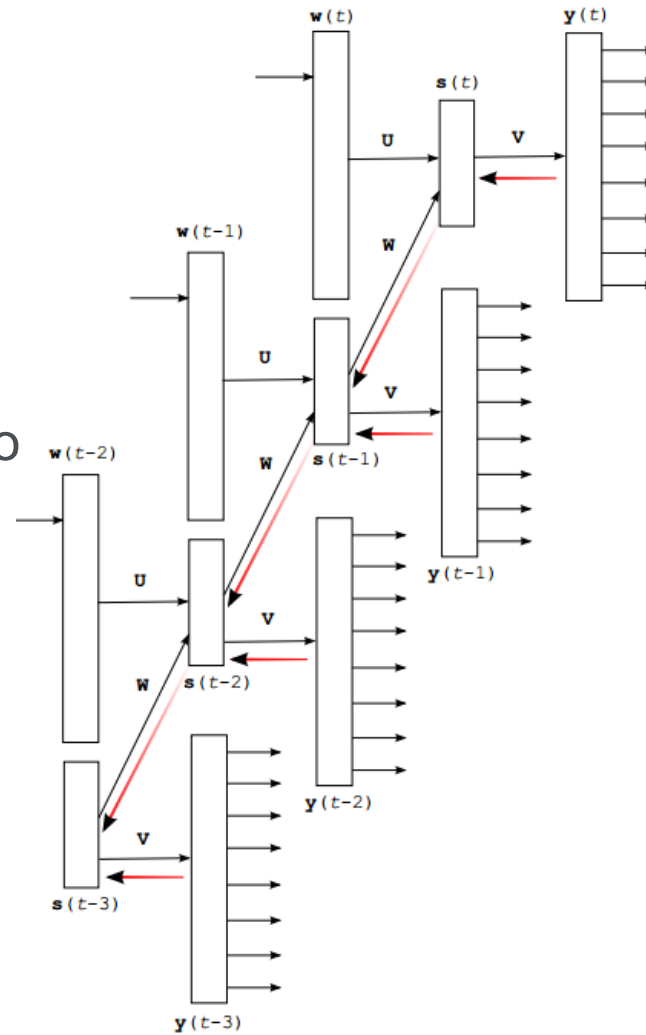 w(t)
y(t)
s(t)
U
V
w(t-1)
W
U
V
w(t-2)
s(t-1)
W
U
y(t-1)
V
s(t-2)
W
y(t-2)
V
s(t-3)
y(t-3)